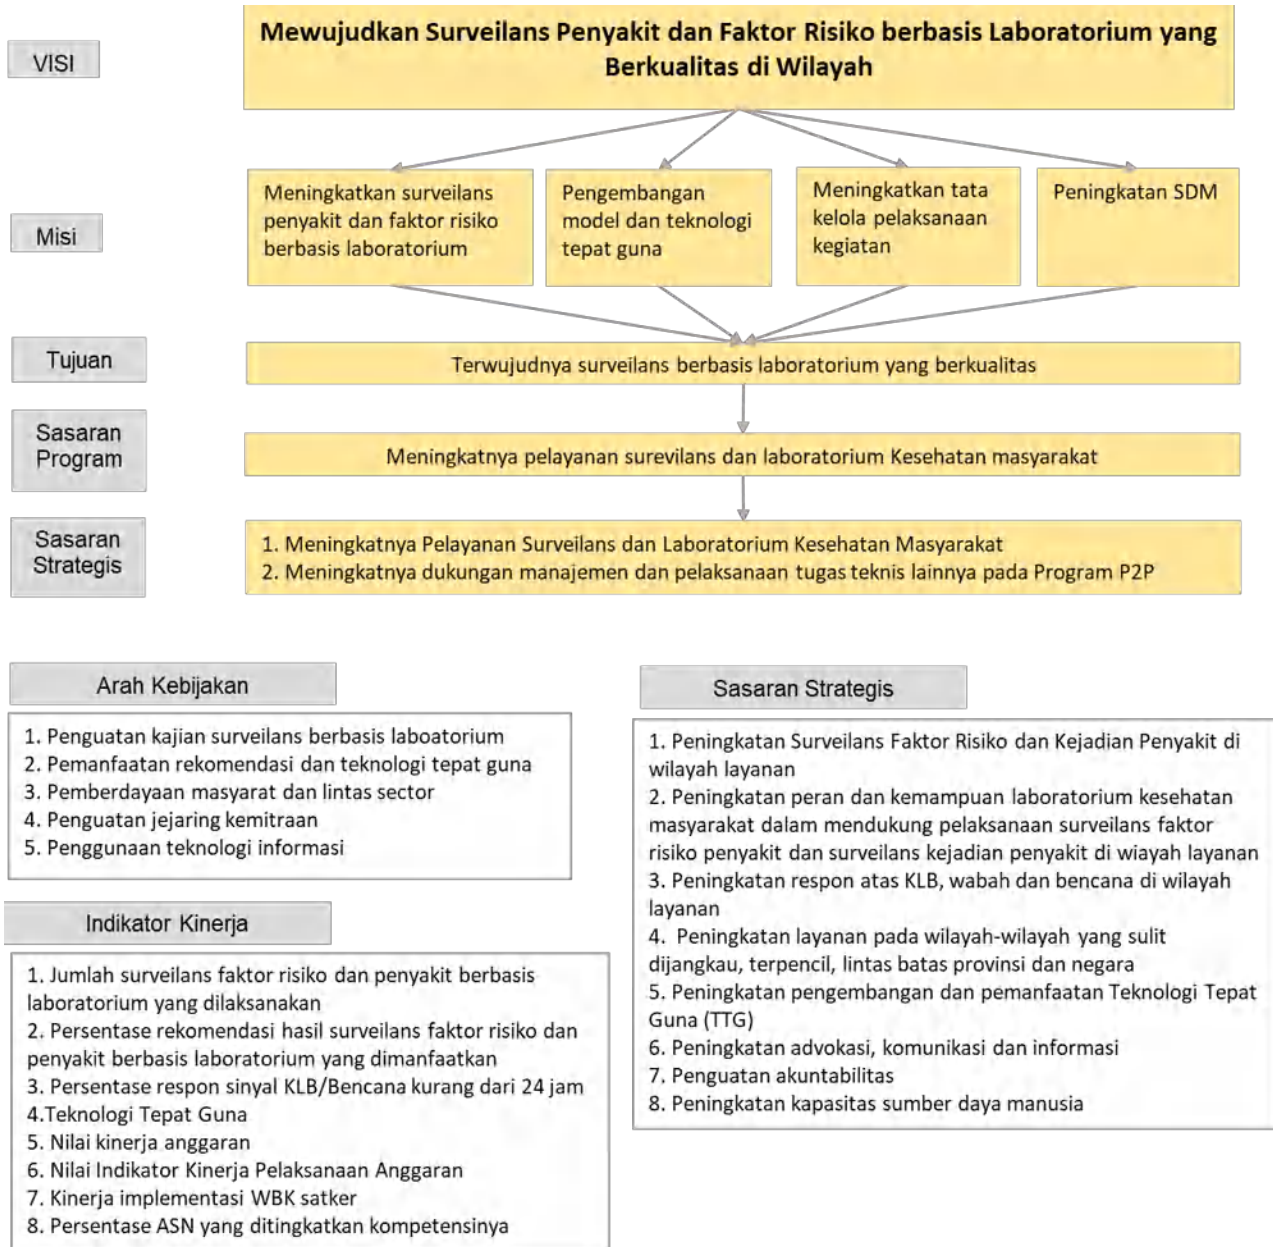 VISI
Mewujudkan Surveilans Penyakit dan Faktor Risiko berbasis Laboratorium yang
Berkualitas di Wilayah
Misi
Meningkatkan surveilans
penyakit dan faktor risiko
berbasis laboratorium
Pengembangan
model dan teknologi
tepat guna
Meningkatkan tata
kelola pelaksanaan
kegiatan
Peningkatan SDM
Tujuan
Terwujudnya surveilans berbasis laboratorium yang berkualitas
Sasaran
Program
Meningkatnya pelayanan surevilans dan laboratorium Kesehatan masyarakat
Sasaran
Strategis
1. Meningkatnya Pelayanan Surveilans dan Laboratorium Kesehatan Masyarakat
2. Meningkatnya dukungan manajemen dan pelaksanaan tugas teknis lainnya pada Program P2P
Arah Kebijakan
1. Penguatan kajian surveilans berbasis laboatorium
2. Pemanfaatan rekomendasi dan teknologi tepat guna
3. Pemberdayaan masyarat dan lintas sector
4. Penguatan jejaring kemitraan
5. Penggunaan teknologi informasi
Indikator Kinerja
1. Jumlah surveilans faktor risiko dan penyakit berbasis
laboratorium yang dilaksanakan
2. Persentase rekomendasi hasil surveilans faktor risiko dan
penyakit berbasis laboratorium yang dimanfaatkan
3. Persentase respon sinyal KLB/Bencana kurang dari 24 jam
4.Teknologi Tepat Guna
5. Nilai kinerja anggaran
6. Nilai Indikator Kinerja Pelaksanaan Anggaran
7. Kinerja implementasi WBK satker
8. Persentase ASN yang ditingkatkan kompetensinya
Sasaran Strategis
1. Peningkatan Surveilans Faktor Risiko dan Kejadian Penyakit di
wilayah layanan
2. Peningkatan peran dan kemampuan laboratorium kesehatan
masyarakat dalam mendukung pelaksanaan surveilans faktor
risiko penyakit dan surveilans kejadian penyakit di wiayah layanan
3. Peningkatan respon atas KLB, wabah dan bencana di wilayah
layanan
4. Peningkatan layanan pada wilayah-wilayah yang sulit
dijangkau, terpencil, lintas batas provinsi dan negara
5. Peningkatan pengembangan dan pemanfaatan Teknologi Tepat
Guna (TTG)
6. Peningkatan advokasi, komunikasi dan informasi
7. Penguatan akuntabilitas
8. Peningkatan kapasitas sumber daya manusia